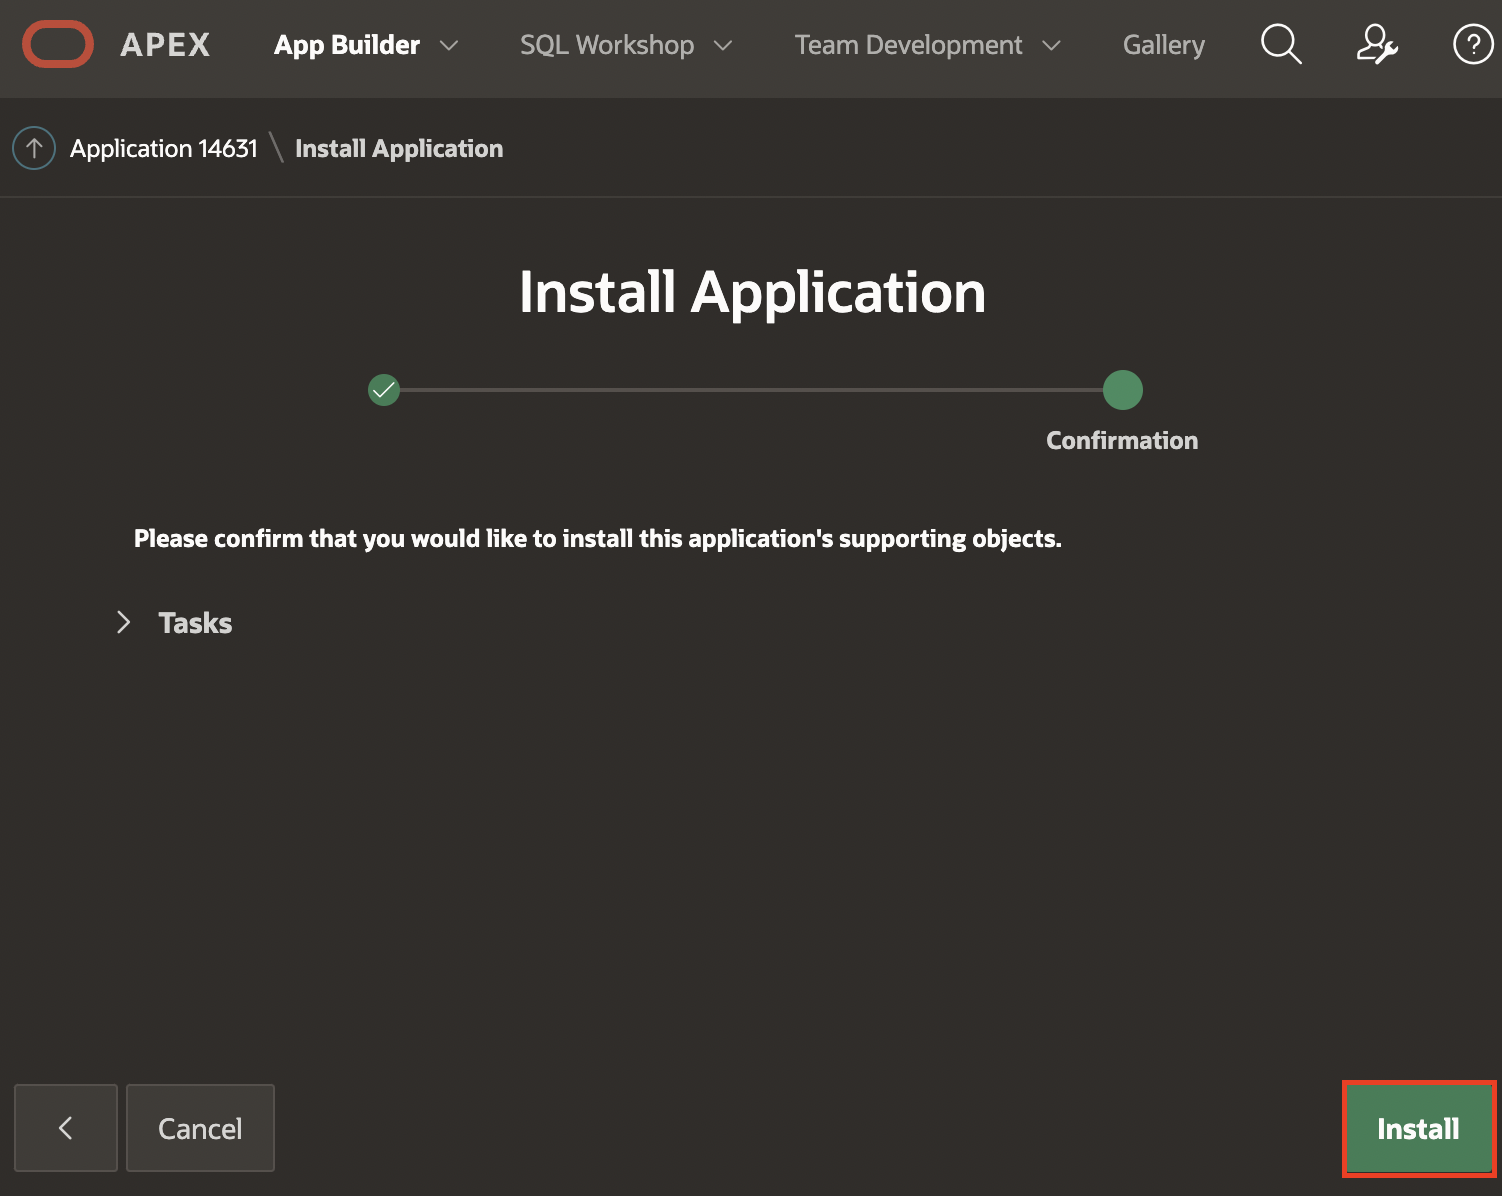 APEX App Builder SQL Workshop Team Development Gallery ?
Application 14631 \ Install Application
Install Application
Confirmation
Please confirm that you would like to install this application's supporting objects.
Tasks
Cancel Install